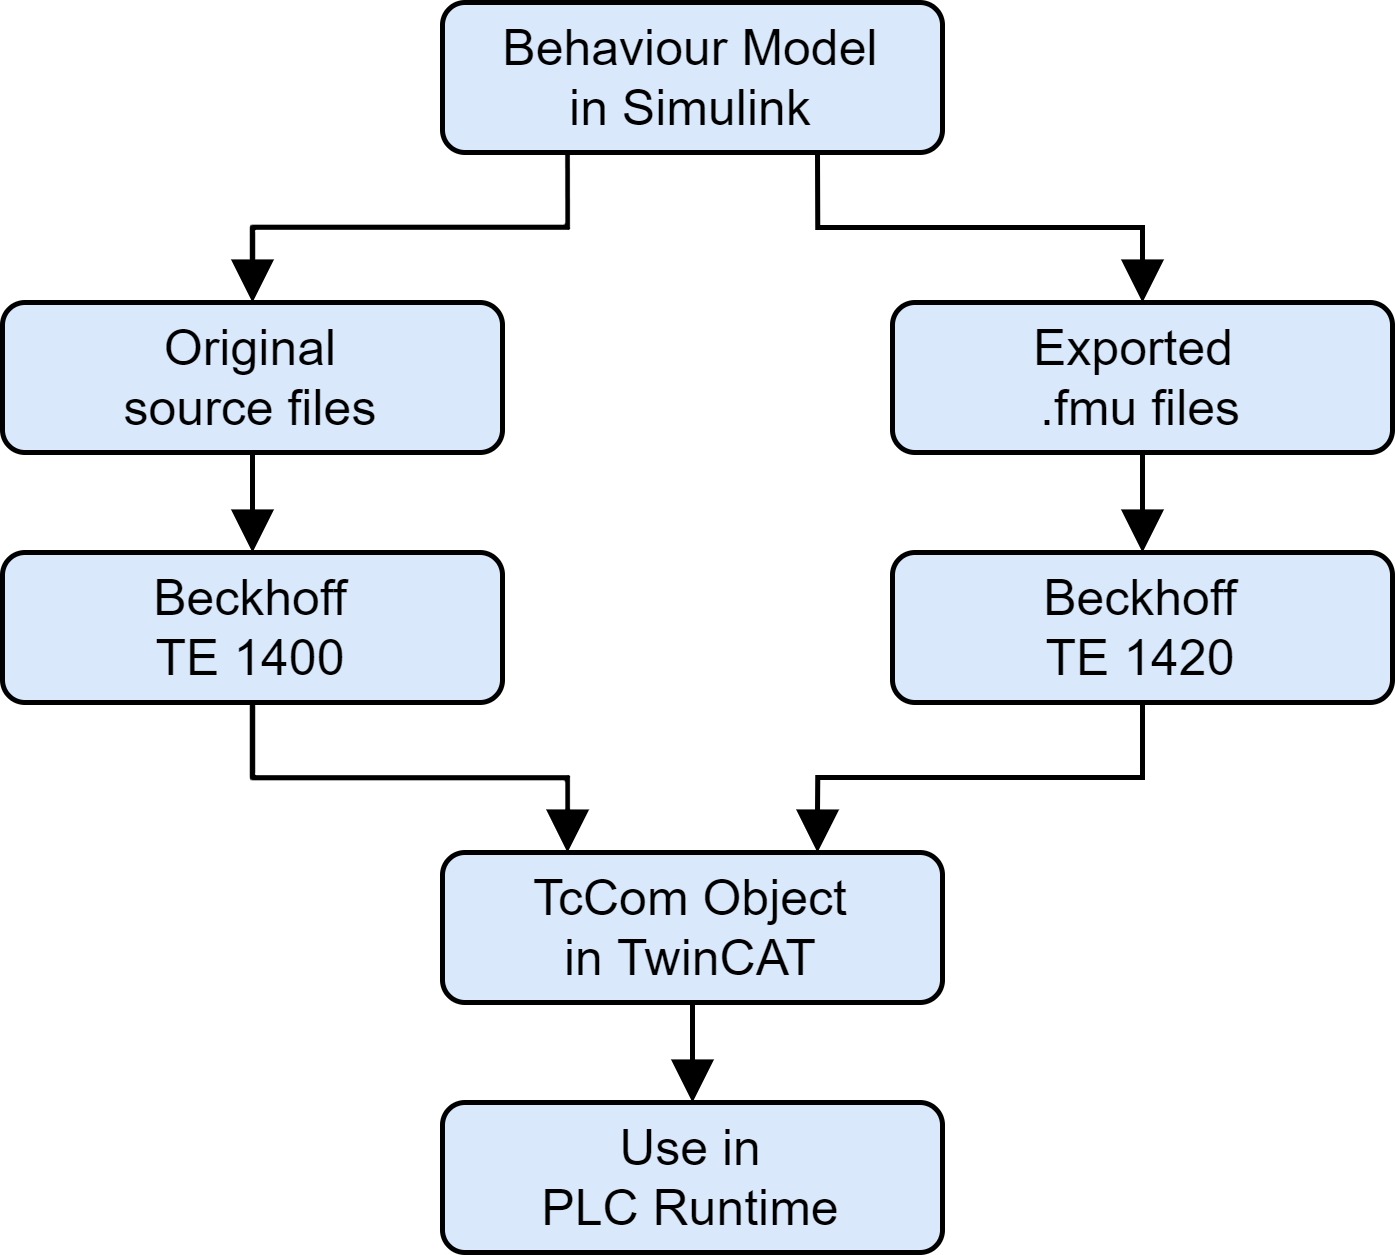 Behaviour Model
in Simulink
Original
source files
Exported
.fmu files
Beckhoff
TE 1400
Beckhoff
TE 1420
TcCom Object
in TwinCAT
Use in
PLC Runtime